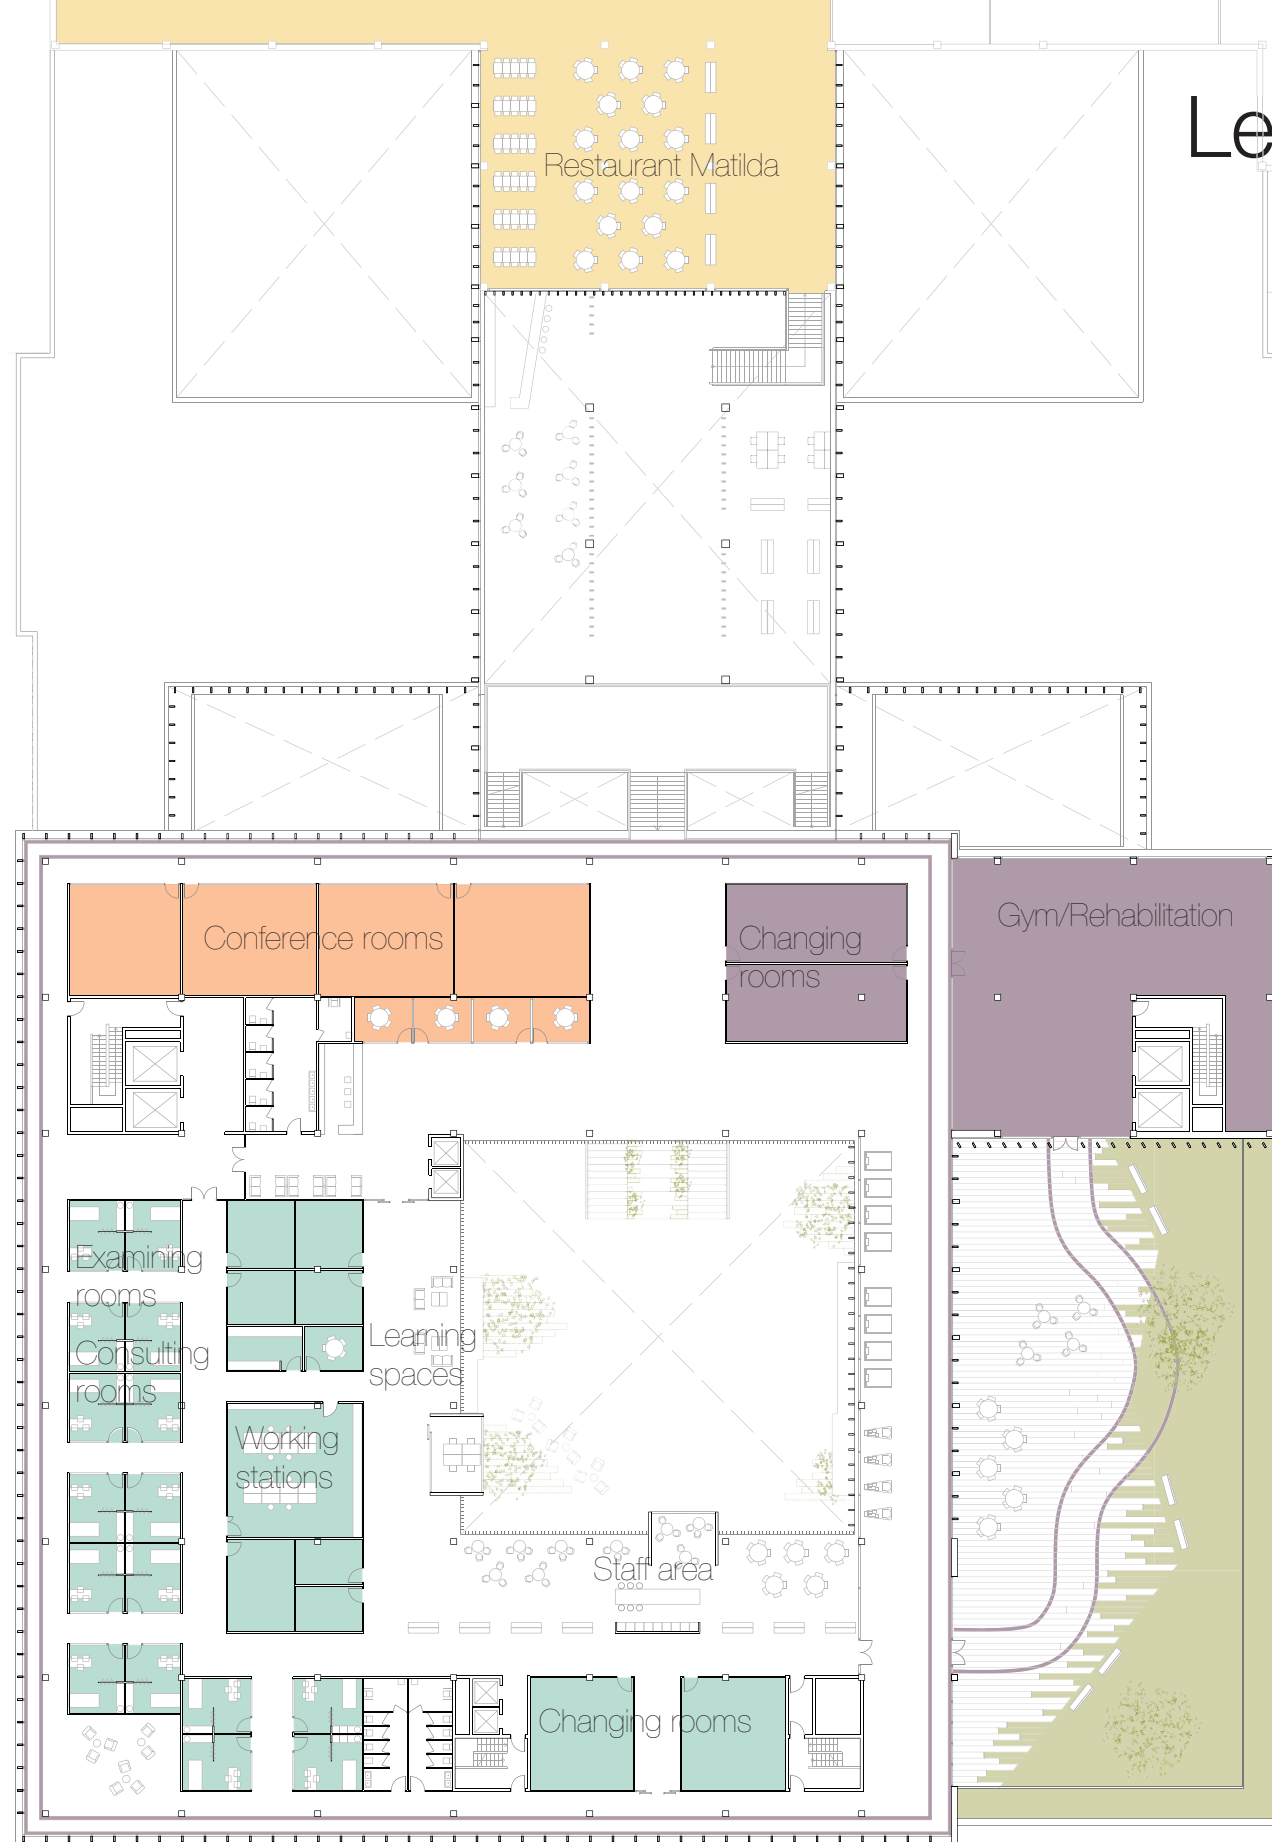 Le
Restaurant Matilda
Gym/Rehabilitation
Conference rooms
Changing
rooms
Examining
rooms
Consulting
rooms
Learning
spaces
Working
stations
Staff area
Changing rooms